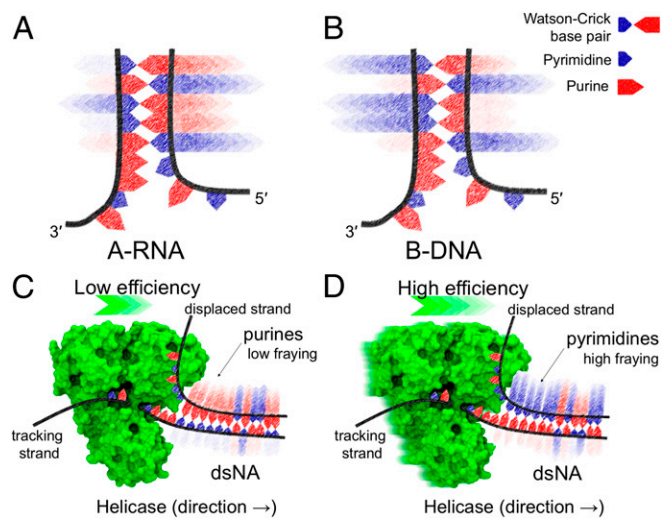 A
B
Watson-Crick
base pair
Pyrimidine
Purine
3′
5′
3′
5′
A-RNA
B-DNA
C
D
Low efficiency
High efficiency
displaced strand
displaced strand
purines
low fraying
pyrimidines
high fraying
tracking
strand
tracking
strand
dsNA
dsNA
Helicase (direction →)
Helicase (direction →)